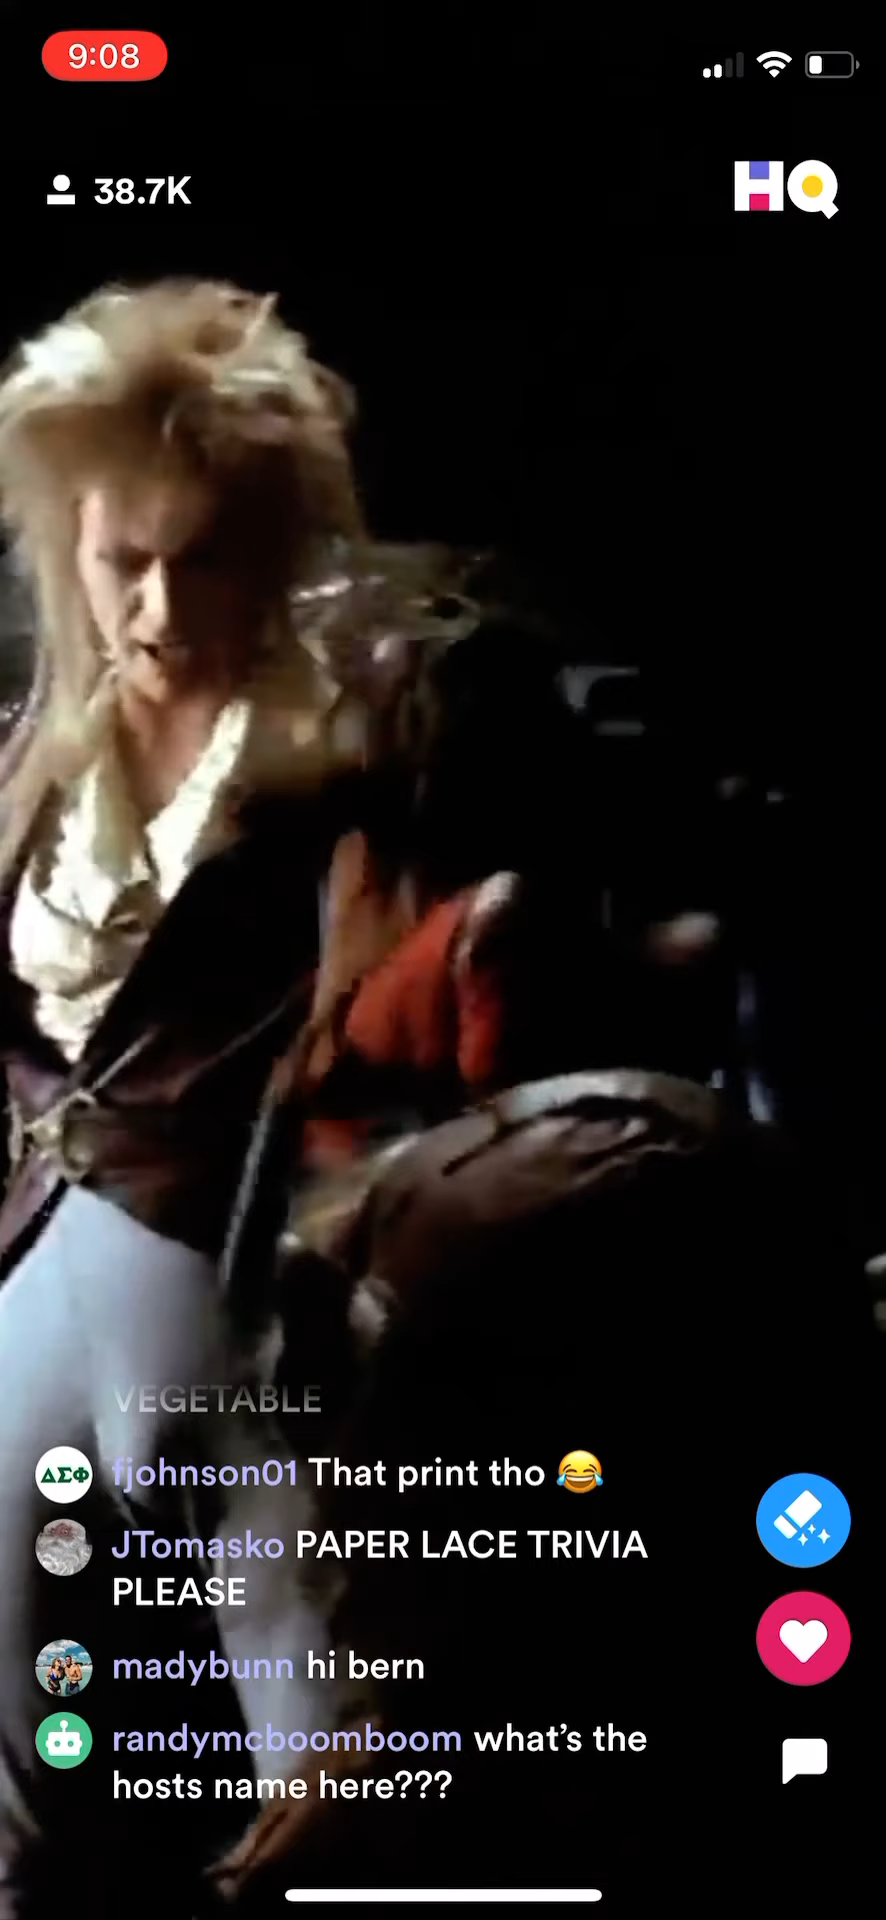 9:08
38.7K
HQ
VEGETABLE
ΔΣΦ
fjohnson01 That print tho 😂
JTomasko PAPER LACE TRIVIA
PLEASE
madybunn hi bern
randymcboomboom what’s the
hosts name here???